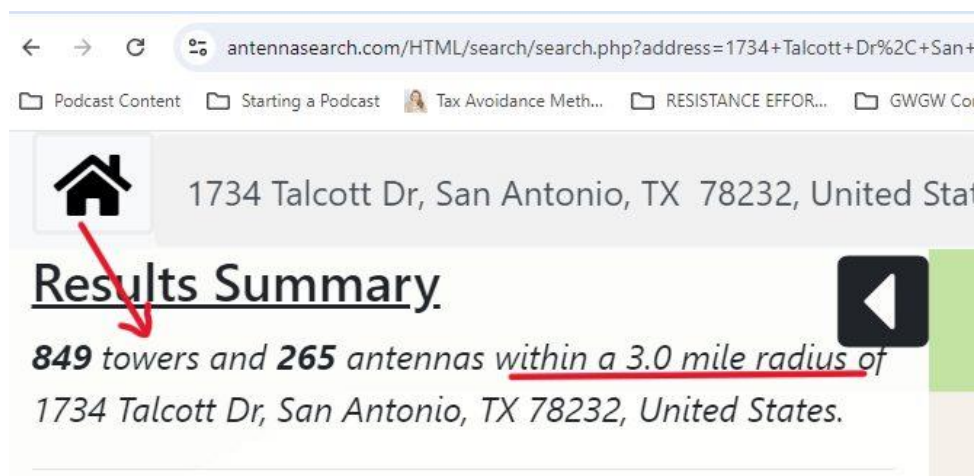 antennasearch.com/HTML/search/search.php?address=1734+Talcott+Dr%2C+San+
Podcast Content Starting a Podcast Tax Avoidance Meth... RESISTANCE EFFOR... GWGW Co
1734 Talcott Dr, San Antonio, TX 78232, United Stat
Results Summary
849 towers and 265 antennas within a 3.0 mile radius of
1734 Talcott Dr, San Antonio, TX 78232, United States.